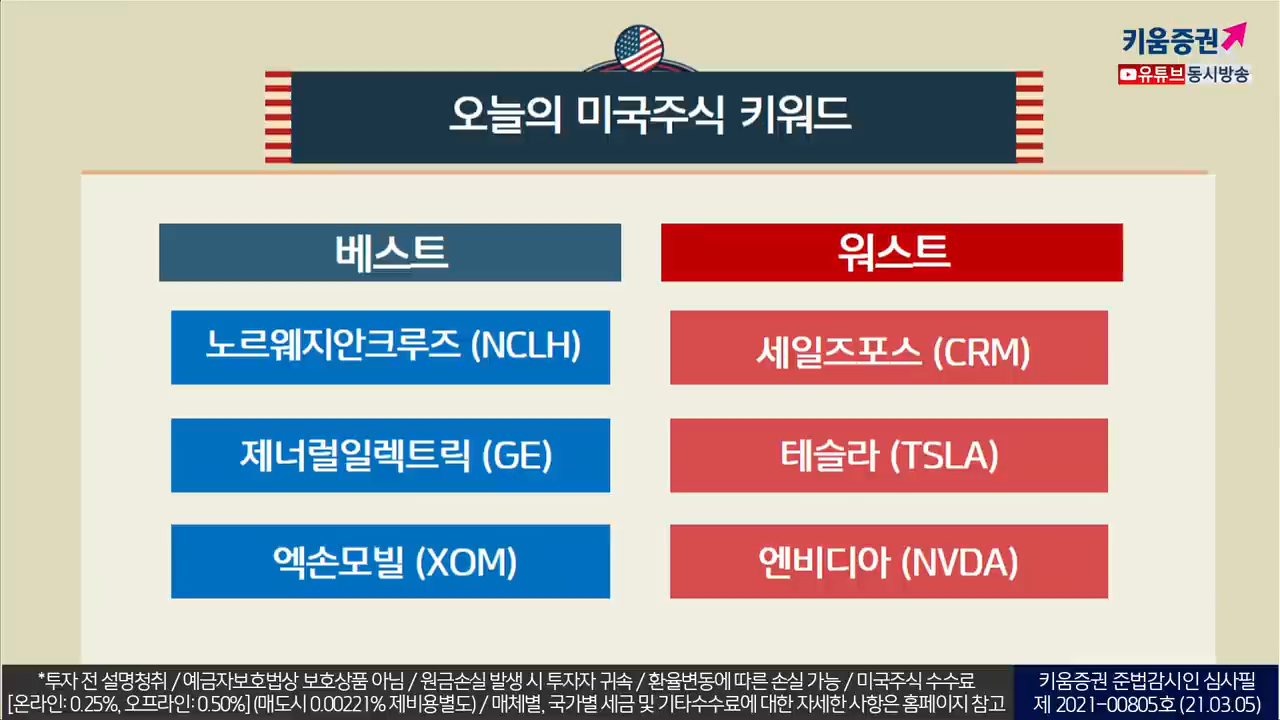 키움증권
유튜브 동시방송
오늘의 미국주식 키워드
베스트
워스트
노르웨지안크루즈 (NCLH)
세일즈포스 (CRM)
제너럴일렉트릭 (GE)
테슬라 (TSLA)
엑손모빌 (XOM)
엔비디아 (NVDA)
*투자 전 설명청취 / 예금자보호법상 보호상품 아님 / 원금손실 발생 시 투자자 귀속 / 환율변동에 따른 손실 가능 / 미국주식 수수료
[온라인: 0.25%, 오프라인: 0.50%] (매도시 0.00221% 제비용별도) / 매체별, 국가별 세금 및 기타수수료에 대한 자세한 사항은 홈페이지 참고
키움증권 준법감시인 심사필
제 2021-00805호 (21.03.05)